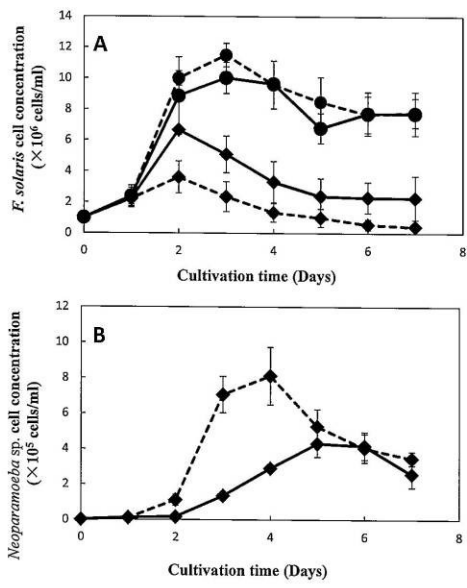 A
F. solaris cell concentration
(×10⁶ cells/ml)
14
12
10
8
6
4
2
0
0 2 4 6 8
Cultivation time (Days)
B
Neoparamoeba sp. cell concentration
(×10⁵ cells/ml)
12
10
8
6
4
2
0
0 2 4 6 8
Cultivation time (Days)